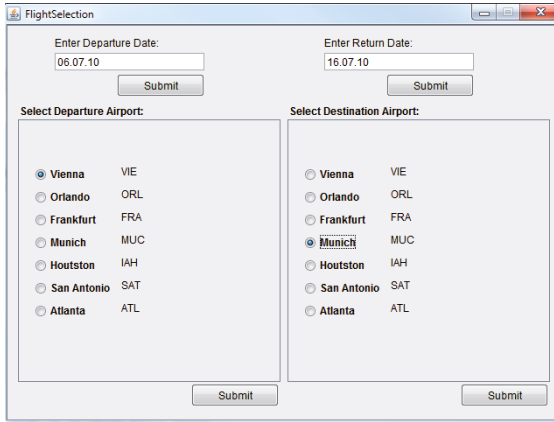 FlightSelection
Enter Departure Date:
06.07.10
Submit
Enter Return Date:
16.07.10
Submit
Select Departure Airport:
Vienna VIE
Orlando ORL
Frankfurt FRA
Munich MUC
Houtston IAH
San Antonio SAT
Atlanta ATL
Submit
Select Destination Airport:
Vienna VIE
Orlando ORL
Frankfurt FRA
Munich MUC
Houtston IAH
San Antonio SAT
Atlanta ATL
Submit